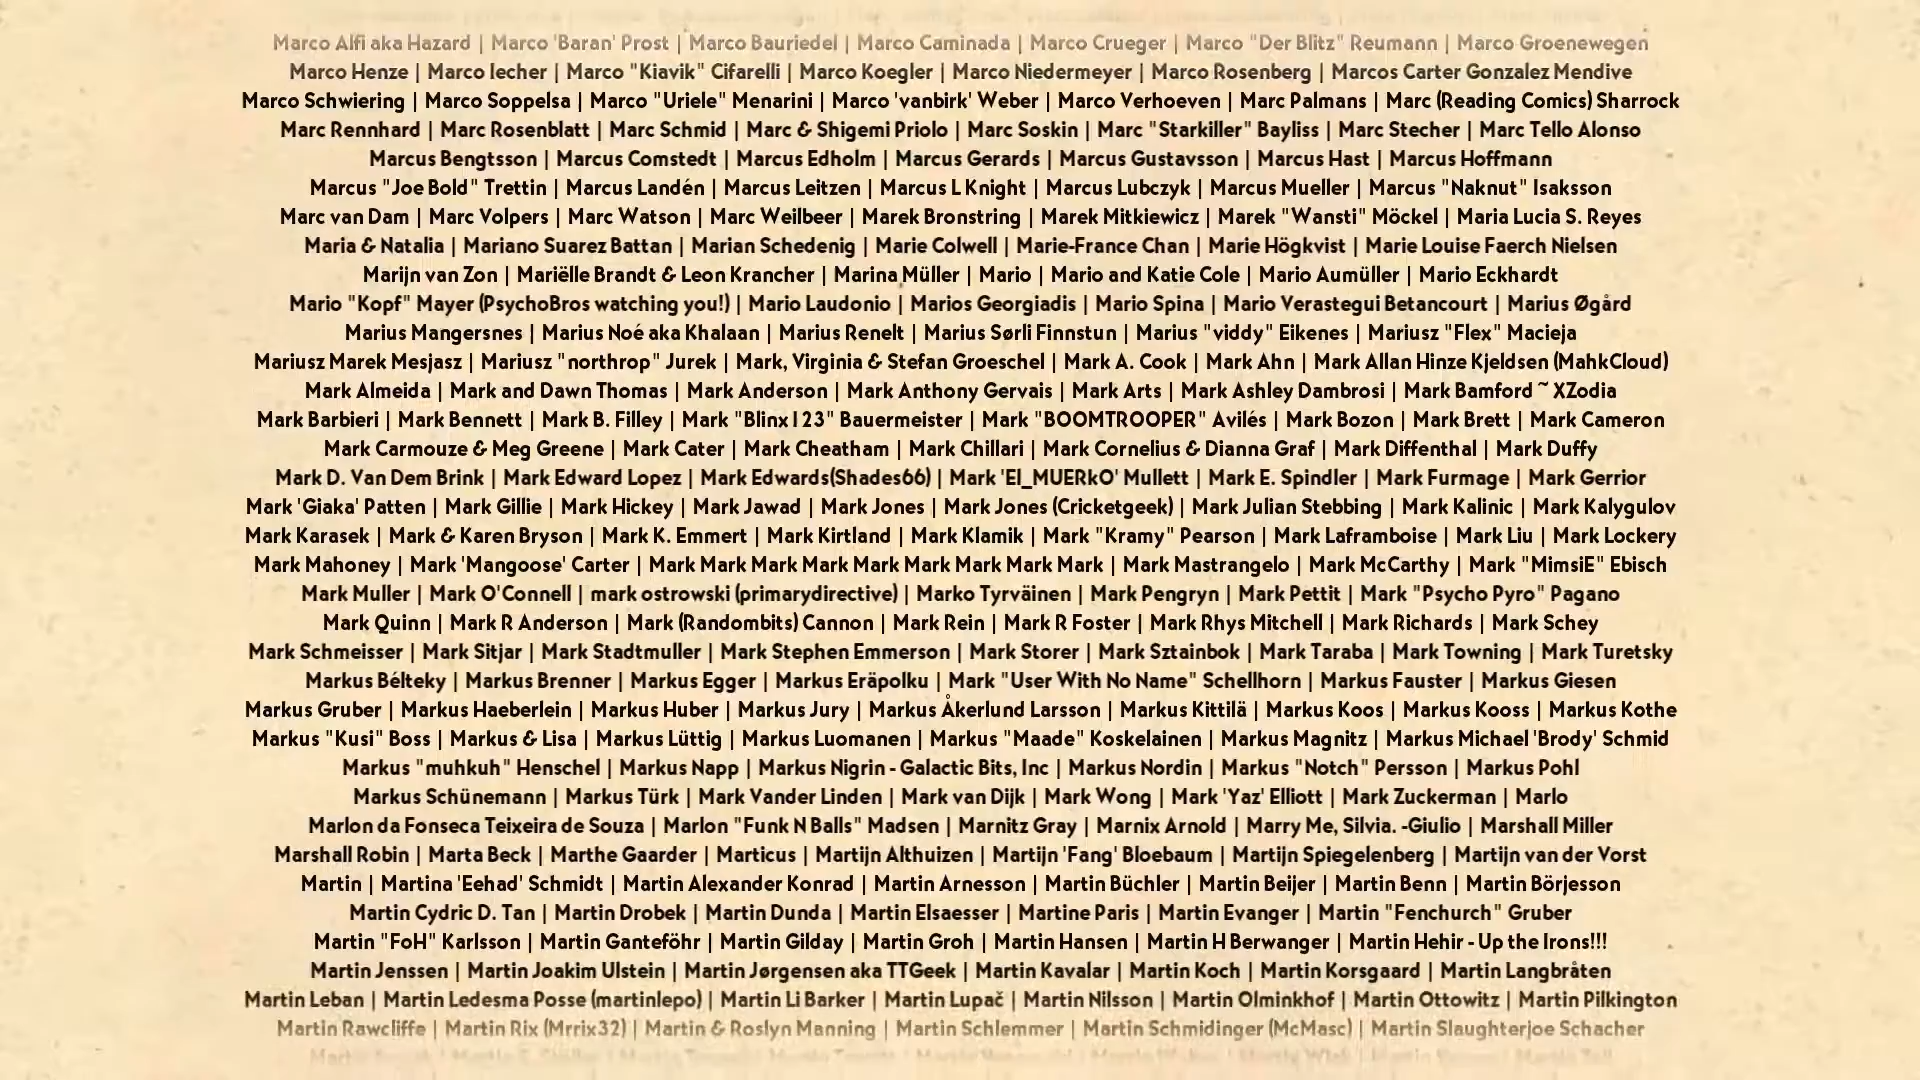 Marco Alfi aka Hazard | Marco 'Baran' Prost | Marco Bauriedel | Marco Caminada | Marco Crueger | Marco "Der Blitz" Reumann | Marco Groenewegen
Marco Henze | Marco Iecher | Marco "Kiavik" Cifarelli | Marco Koegler | Marco Niedermeyer | Marco Rosenberg | Marcos Carter Gonzalez Mendive
Marco Schwiering | Marco Soppelsa | Marco "Uriele" Menarini | Marco 'vanbirk' Weber | Marco Verhoeven | Marc Palmans | Marc (Reading Comics) Sharrock
Marc Rennhard | Marc Rosenblatt | Marc Schmid | Marc & Shigemi Priolo | Marc Soskin | Marc "Starkiller" Bayliss | Marc Stecher | Marc Tello Alonso
Marcus Bengtsson | Marcus Comstedt | Marcus Edholm | Marcus Gerards | Marcus Gustavsson | Marcus Hast | Marcus Hoffmann
Marcus "Joe Bold" Trettin | Marcus Landén | Marcus Leitzen | Marcus L Knight | Marcus Lubczyk | Marcus Mueller | Marcus "Naknut" Isaksson
Marc van Dam | Marc Volpers | Marc Watson | Marc Weilbeer | Marek Bronstring | Marek Mitkiewicz | Marek "Wansti" Möckel | Maria Lucia S. Reyes
Maria & Natalia | Mariano Suarez Battan | Marian Schedenig | Marie Colwell | Marie-France Chan | Marie Högkvist | Marie Louise Faerch Nielsen
Marijn van Zon | Mariëlle Brandt & Leon Krancher | Marina Müller | Mario | Mario and Katie Cole | Mario Aumüller | Mario Eckhardt
Mario "Kopf" Mayer (PsychoBros watching you!) | Mario Laudonio | Marios Georgiadis | Mario Spina | Mario Verastegui Betancourt | Marius Øgård
Marius Mangersnes | Marius Noé aka Khalaan | Marius Renelt | Marius Sørli Finnstun | Marius "viddy" Eikenes | Mariusz "Flex" Macieja
Mariusz Marek Mesjasz | Mariusz "northrop" Jurek | Mark, Virginia & Stefan Groeschel | Mark A. Cook | Mark Ahn | Mark Allan Hinze Kjeldsen (MahkCloud)
Mark Almeida | Mark and Dawn Thomas | Mark Anderson | Mark Anthony Gervais | Mark Arts | Mark Ashley Dambrosi | Mark Bamford ~ XZodia
Mark Barbieri | Mark Bennett | Mark B. Filley | Mark "Blinx123" Bauermeister | Mark "BOOMTROOPER" Avilés | Mark Bozon | Mark Brett | Mark Cameron
Mark Carmouze & Meg Greene | Mark Cater | Mark Cheatham | Mark Chillari | Mark Cornelius & Dianna Graf | Mark Diffenthal | Mark Duffy
Mark D. Van Dem Brink | Mark Edward Lopez | Mark Edwards(Shades66) | Mark 'El_MUERkO' Mullett | Mark E. Spindler | Mark Furmage | Mark Gerrior
Mark 'Giaka' Patten | Mark Gillie | Mark Hickey | Mark Jawad | Mark Jones | Mark Jones (Cricketgeek) | Mark Julian Stebbing | Mark Kalinic | Mark Kalygulov
Mark Karasek | Mark & Karen Bryson | Mark K. Emmert | Mark Kirtland | Mark Klamik | Mark "Kramy" Pearson | Mark Laframboise | Mark Liu | Mark Lockery
Mark Mahoney | Mark 'Mangoose' Carter | Mark Mark Mark Mark Mark Mark Mark Mark Mark | Mark Mastrangelo | Mark McCarthy | Mark "MimsiE" Ebisch
Mark Muller | Mark O'Connell | mark ostrowski (primarydirective) | Marko Tyrväinen | Mark Pengryn | Mark Pettit | Mark "Psycho Pyro" Pagano
Mark Quinn | Mark R Anderson | Mark (Randombits) Cannon | Mark Rein | Mark R Foster | Mark Rhys Mitchell | Mark Richards | Mark Schey
Mark Schmeisser | Mark Sitjar | Mark Stadtmuller | Mark Stephen Emmerson | Mark Storer | Mark Sztainbok | Mark Taraba | Mark Towning | Mark Turetsky
Markus Bélteky | Markus Brenner | Markus Egger | Markus Eräpolku | Mark "User With No Name" Schellhorn | Markus Fauster | Markus Giesen
Markus Gruber | Markus Haeberlein | Markus Huber | Markus Jury | Markus Åkerlund Larsson | Markus Kittilä | Markus Koos | Markus Kooss | Markus Kothe
Markus "Kusi" Boss | Markus & Lisa | Markus Lüttig | Markus Luomanen | Markus "Maade" Koskelainen | Markus Magnitz | Markus Michael 'Brody' Schmid
Markus "muhkuh" Henschel | Markus Napp | Markus Nigrin - Galactic Bits, Inc | Markus Nordin | Markus "Notch" Persson | Markus Pohl
Markus Schünemann | Markus Türk | Mark Vander Linden | Mark van Dijk | Mark Wong | Mark 'Yaz' Elliott | Mark Zuckerman | Marlo
Marlon da Fonseca Teixeira de Souza | Marlon "Funk N Balls" Madsen | Marnitz Gray | Marnix Arnold | Marry Me, Silvia. -Giulio | Marshall Miller
Marshall Robin | Marta Beck | Marthe Gaarder | Marticus | Martijn Althuizen | Martijn 'Fang' Bloebaum | Martijn Spiegelenberg | Martijn van der Vorst
Martin | Martina 'Eehad' Schmidt | Martin Alexander Konrad | Martin Arnesson | Martin Büchler | Martin Beijer | Martin Benn | Martin Börjesson
Martin Cydric D. Tan | Martin Drobek | Martin Dunda | Martin Elsaesser | Martine Paris | Martin Evanger | Martin "Fenchurch" Gruber
Martin "FoH" Karlsson | Martin Ganteföhr | Martin Gilday | Martin Groh | Martin Hansen | Martin H Berwanger | Martin Hehir - Up the Irons!!!
Martin Jenssen | Martin Joakim Ulstein | Martin Jørgensen aka TTGeek | Martin Kavalar | Martin Koch | Martin Korsgaard | Martin Langbråten
Martin Leban | Martin Ledesma Posse (martinlepo) | Martin Li Barker | Martin Lupač | Martin Nilsson | Martin Olminkhof | Martin Ottowitz | Martin Pilkington
Martin Rawcliffe | Martin Rix (Mrrix32) | Martin & Roslyn Manning | Martin Schlemmer | Martin Schmidinger (McMasc) | Martin SlaughterJoe Schacher